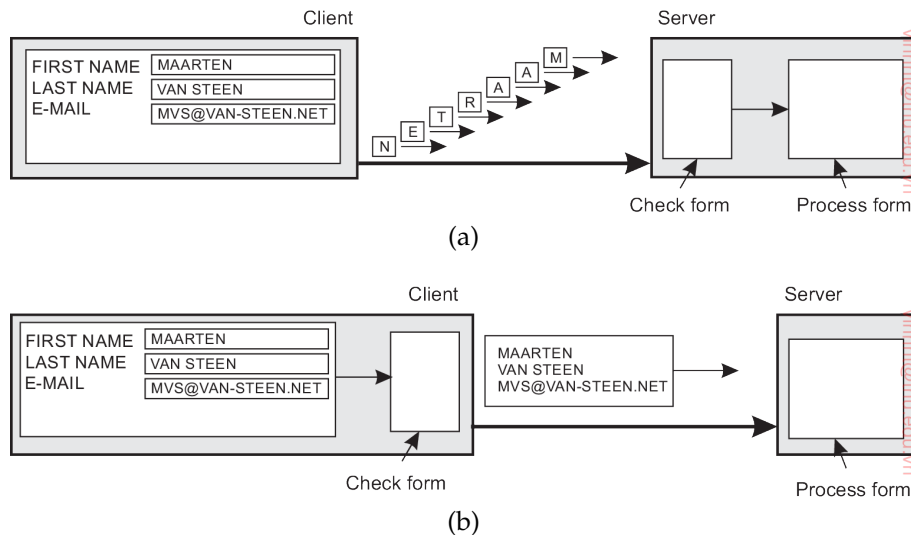 Client
Server
FIRST NAME MAARTEN
LAST NAME VAN STEEN
E-MAIL MVS@VAN-STEEN.NET
N E T R A A M
Check form
Process form
(a)
Client
Server
FIRST NAME MAARTEN
LAST NAME VAN STEEN
E-MAIL MVS@VAN-STEEN.NET
MAARTEN
VAN STEEN
MVS@VAN-STEEN.NET
Check form
Process form
(b)